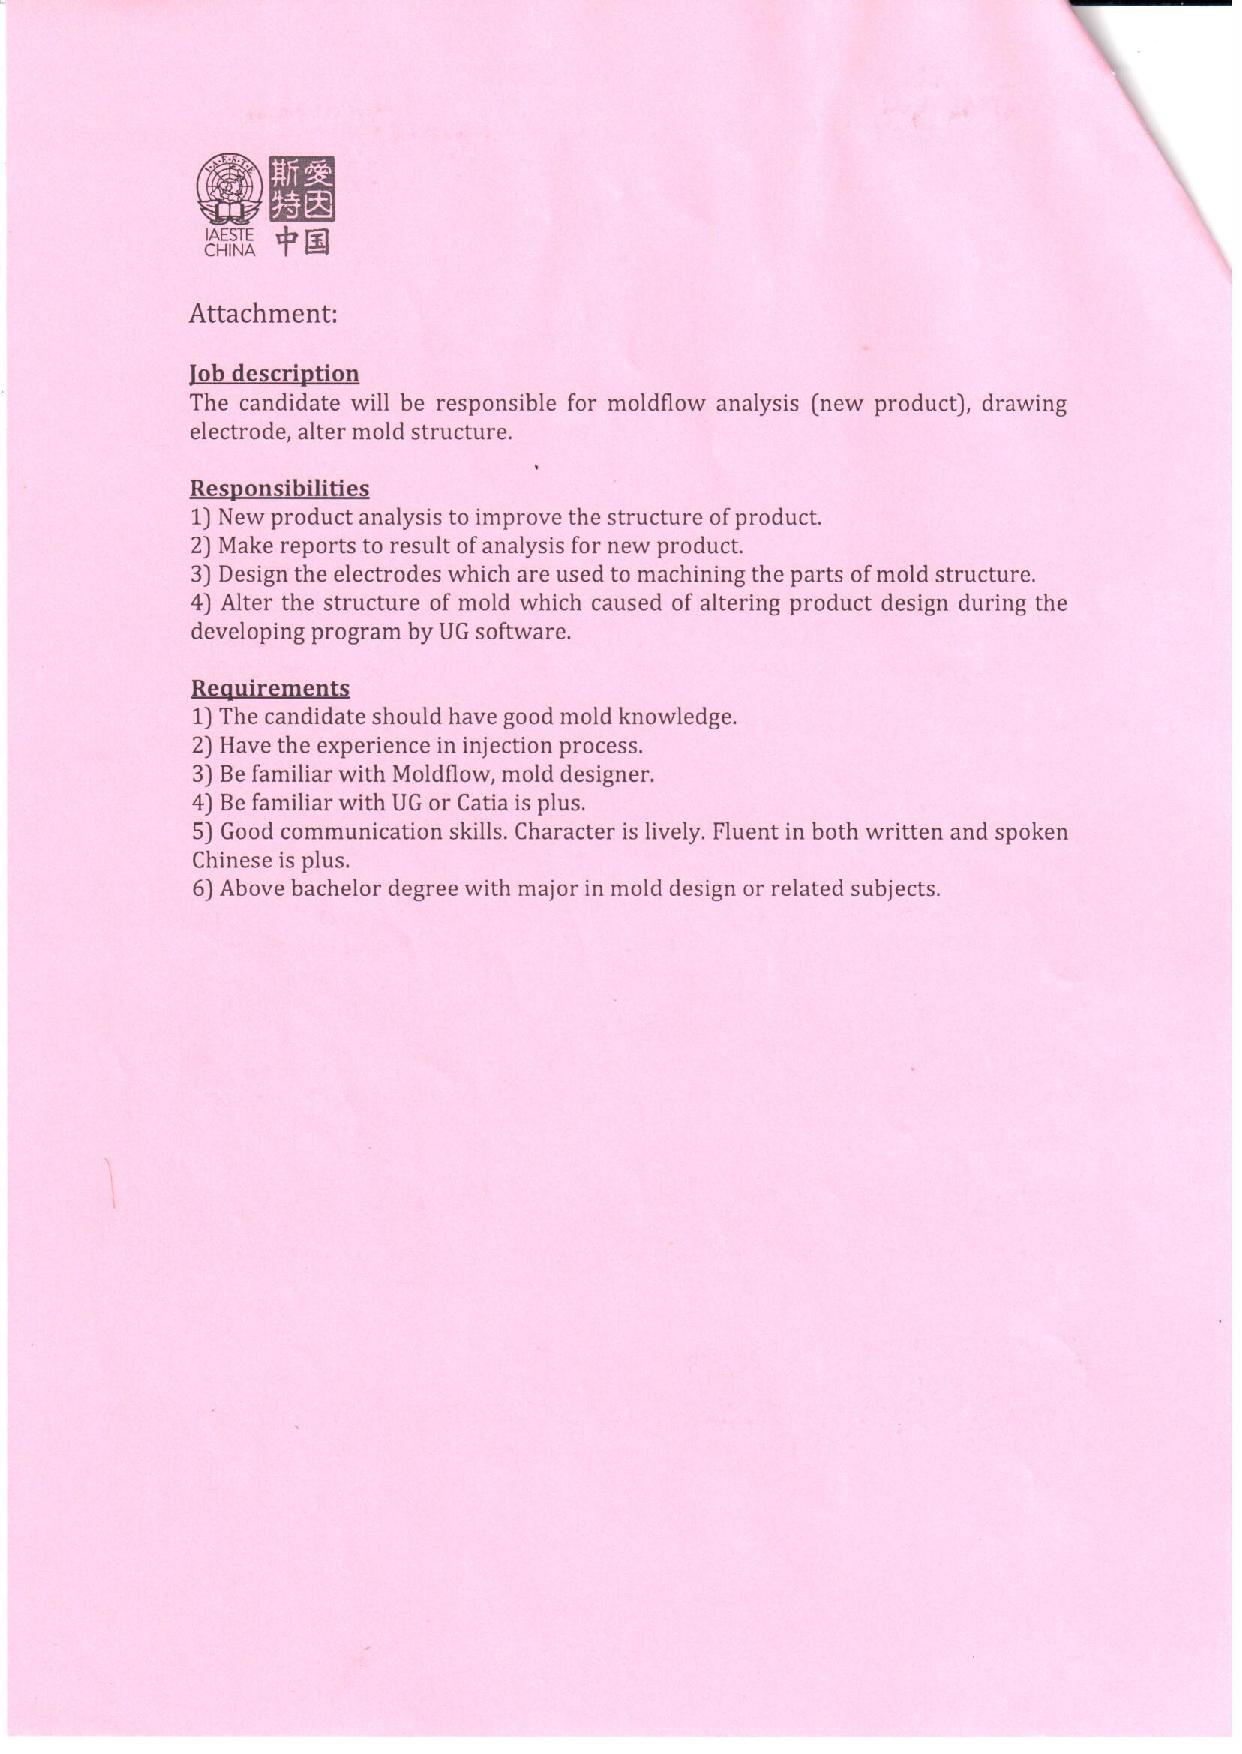 I·A·E·S·T·E
斯愛
特因
IAESTE
CHINA
中国
Attachment:
Job description
The candidate will be responsible for moldflow analysis (new product), drawing
electrode, alter mold structure.
Responsibilities
1) New product analysis to improve the structure of product.
2) Make reports to result of analysis for new product.
3) Design the electrodes which are used to machining the parts of mold structure.
4) Alter the structure of mold which caused of altering product design during the
developing program by UG software.
Requirements
1) The candidate should have good mold knowledge.
2) Have the experience in injection process.
3) Be familiar with Moldflow, mold designer.
4) Be familiar with UG or Catia is plus.
5) Good communication skills. Character is lively. Fluent in both written and spoken
Chinese is plus.
6) Above bachelor degree with major in mold design or related subjects.